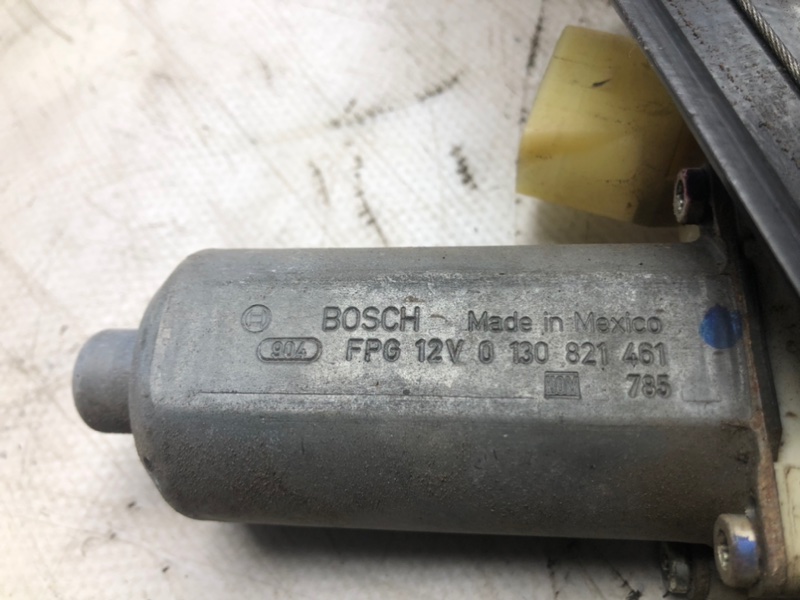 BOSCH Made in Mexico
904 FPG 12V 0 130 821 461
785